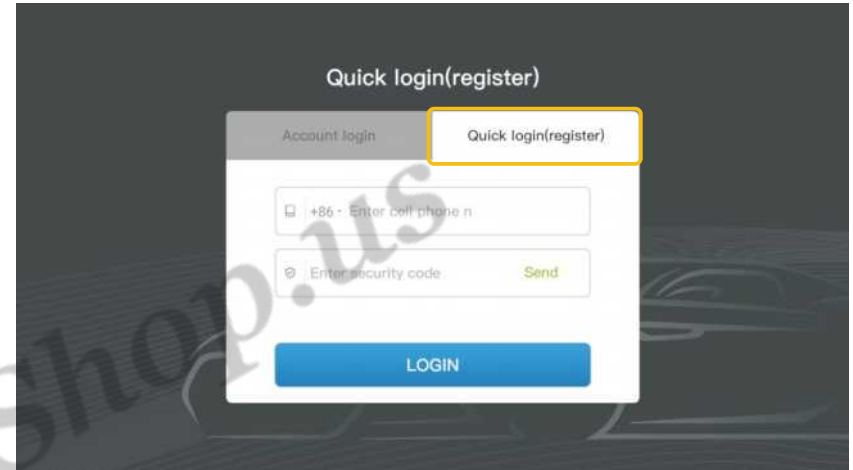 Quick login(register)
Account login
Quick login(register)
+86 - Enter cell phone n
Enter security code
Send
LOGIN
shop.us